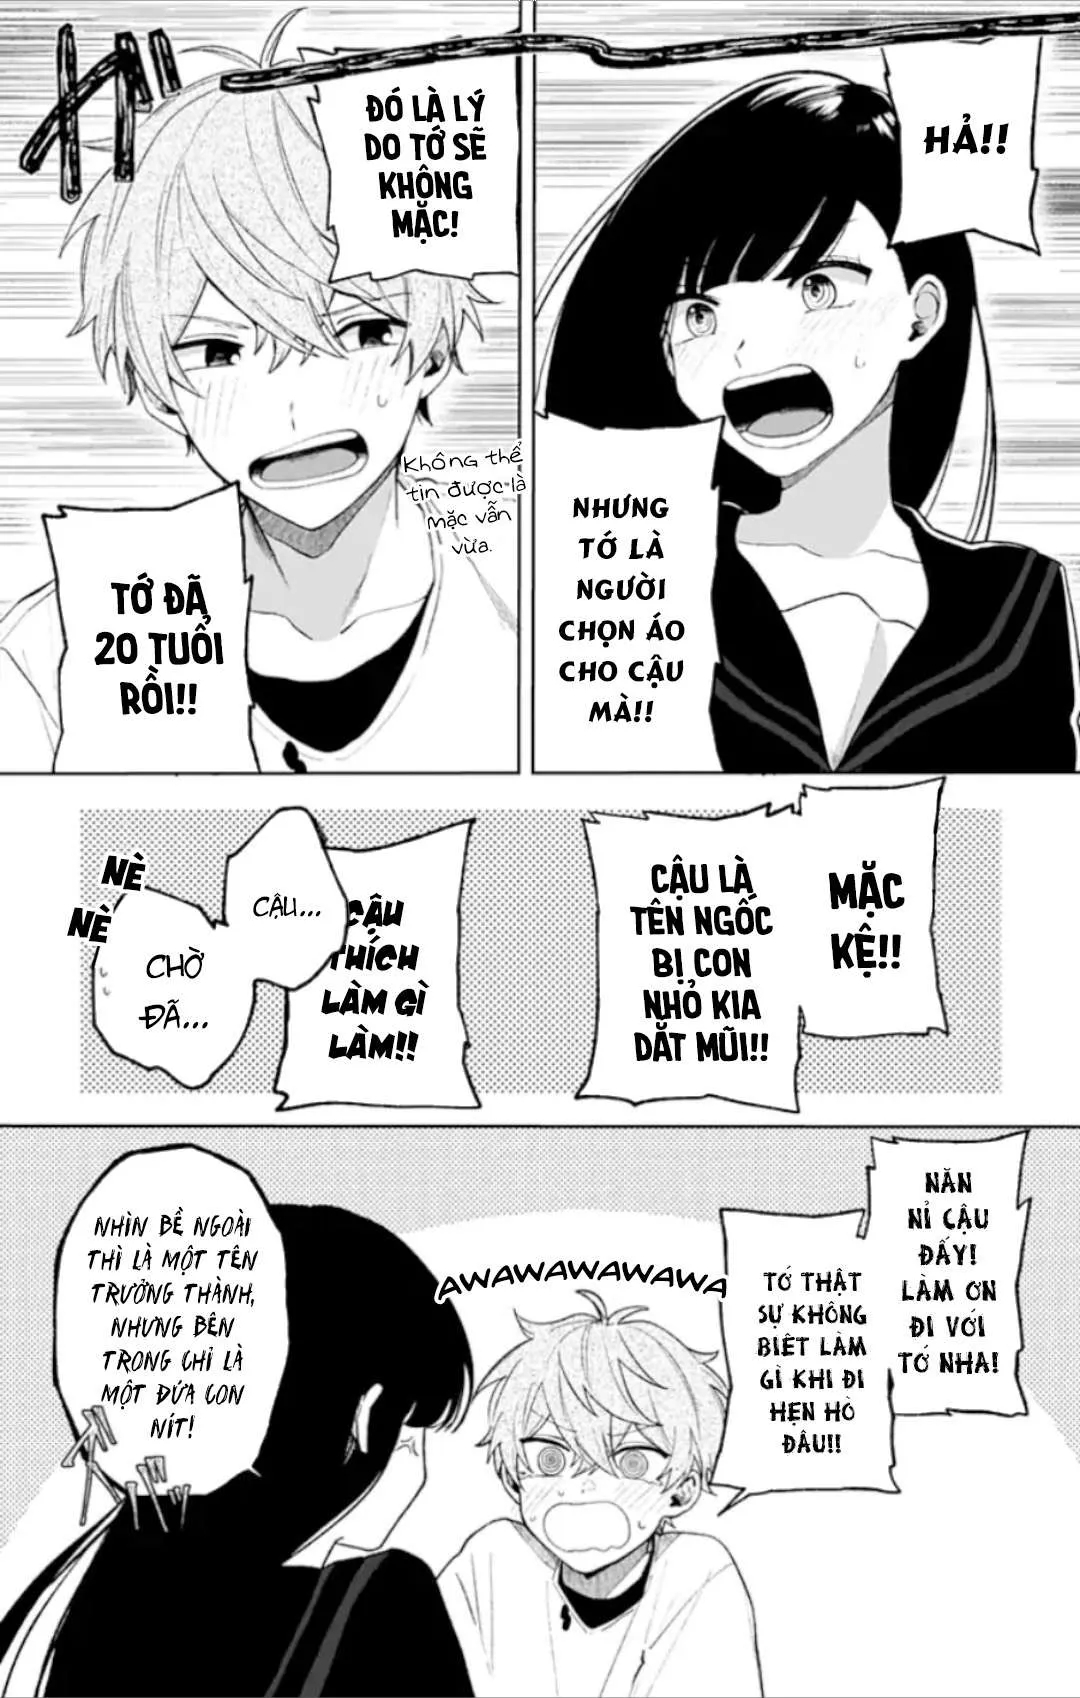 HẢ!!
NHƯNG
TỚ LÀ
NGƯỜI
CHỌN ÁO
CHO CẬU
MÀ!!
ĐÓ LÀ LÝ
DO TỚ SẼ
KHÔNG
MẶC!
Không thể
tin được là
mặc vẫn
vừa.
TỚ ĐÃ
20 TUỔI
RỒI!!
MẶC
KỆ!!
CẬU LÀ
TÊN NGỐC
BỊ CON
NHỎ KIA
DẮT MŨI!!
CẬU
THÍCH
LÀM GÌ
LÀM!!
CẬU...
CHỜ
ĐÃ...
NÈ
NÈ
NĂN
NỈ CẬU
ĐẤY!
LÀM ƠN
ĐI VỚI
TỚ NHA!
TỚ THẬT
SỰ KHÔNG
BIẾT LÀM
GÌ KHI ĐI
HẸN HÒ
ĐÂU!!
AWAWAWAWAWA
NHÌN BỀ NGOÀI
THÌ LÀ MỘT TÊN
TRƯỞNG THÀNH,
NHƯNG BÊN
TRONG CHỈ LÀ
MỘT ĐỨA CON
NÍT!